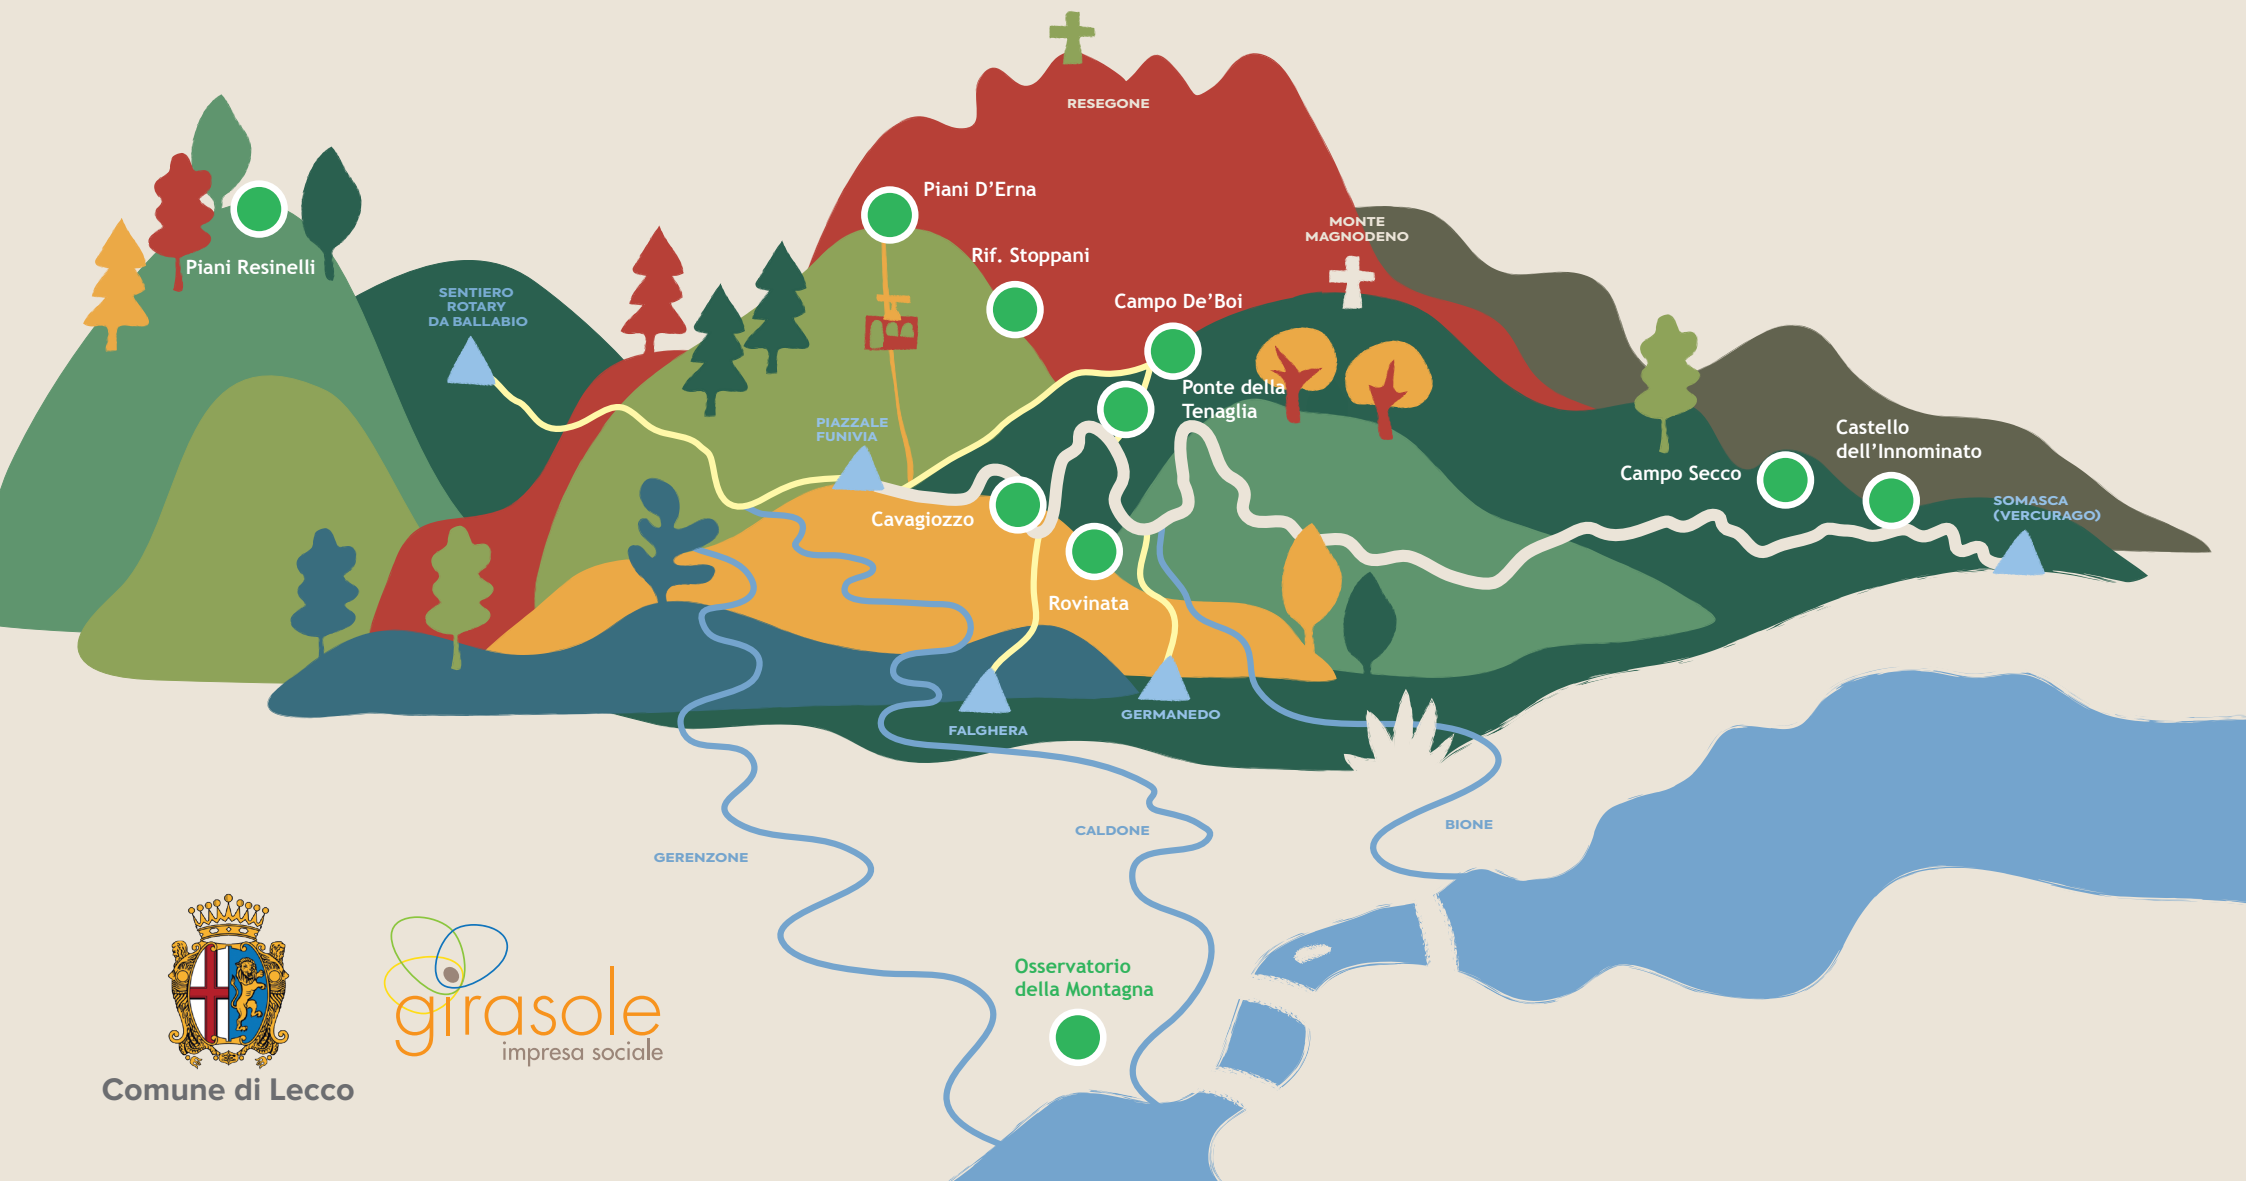 RESEGONE
Piani D’Erna
MONTE
MAGNODENO
Rif. Stoppani
Piani Resinelli
SENTIERO
ROTARY
DA BALLABIO
Campo De’Boi
Ponte della
Tenaglia
PIAZZALE
FUNIVIA
Castello
dell’Innominato
Campo Secco
SOMASCA
(VERCURAGO)
Cavagiozzo
Rovinata
FALGHERA
GERMANEDO
GERENZONE
CALDONE
BIONE
Osservatorio
della Montagna
girasole
impresa sociale
Comune di Lecco